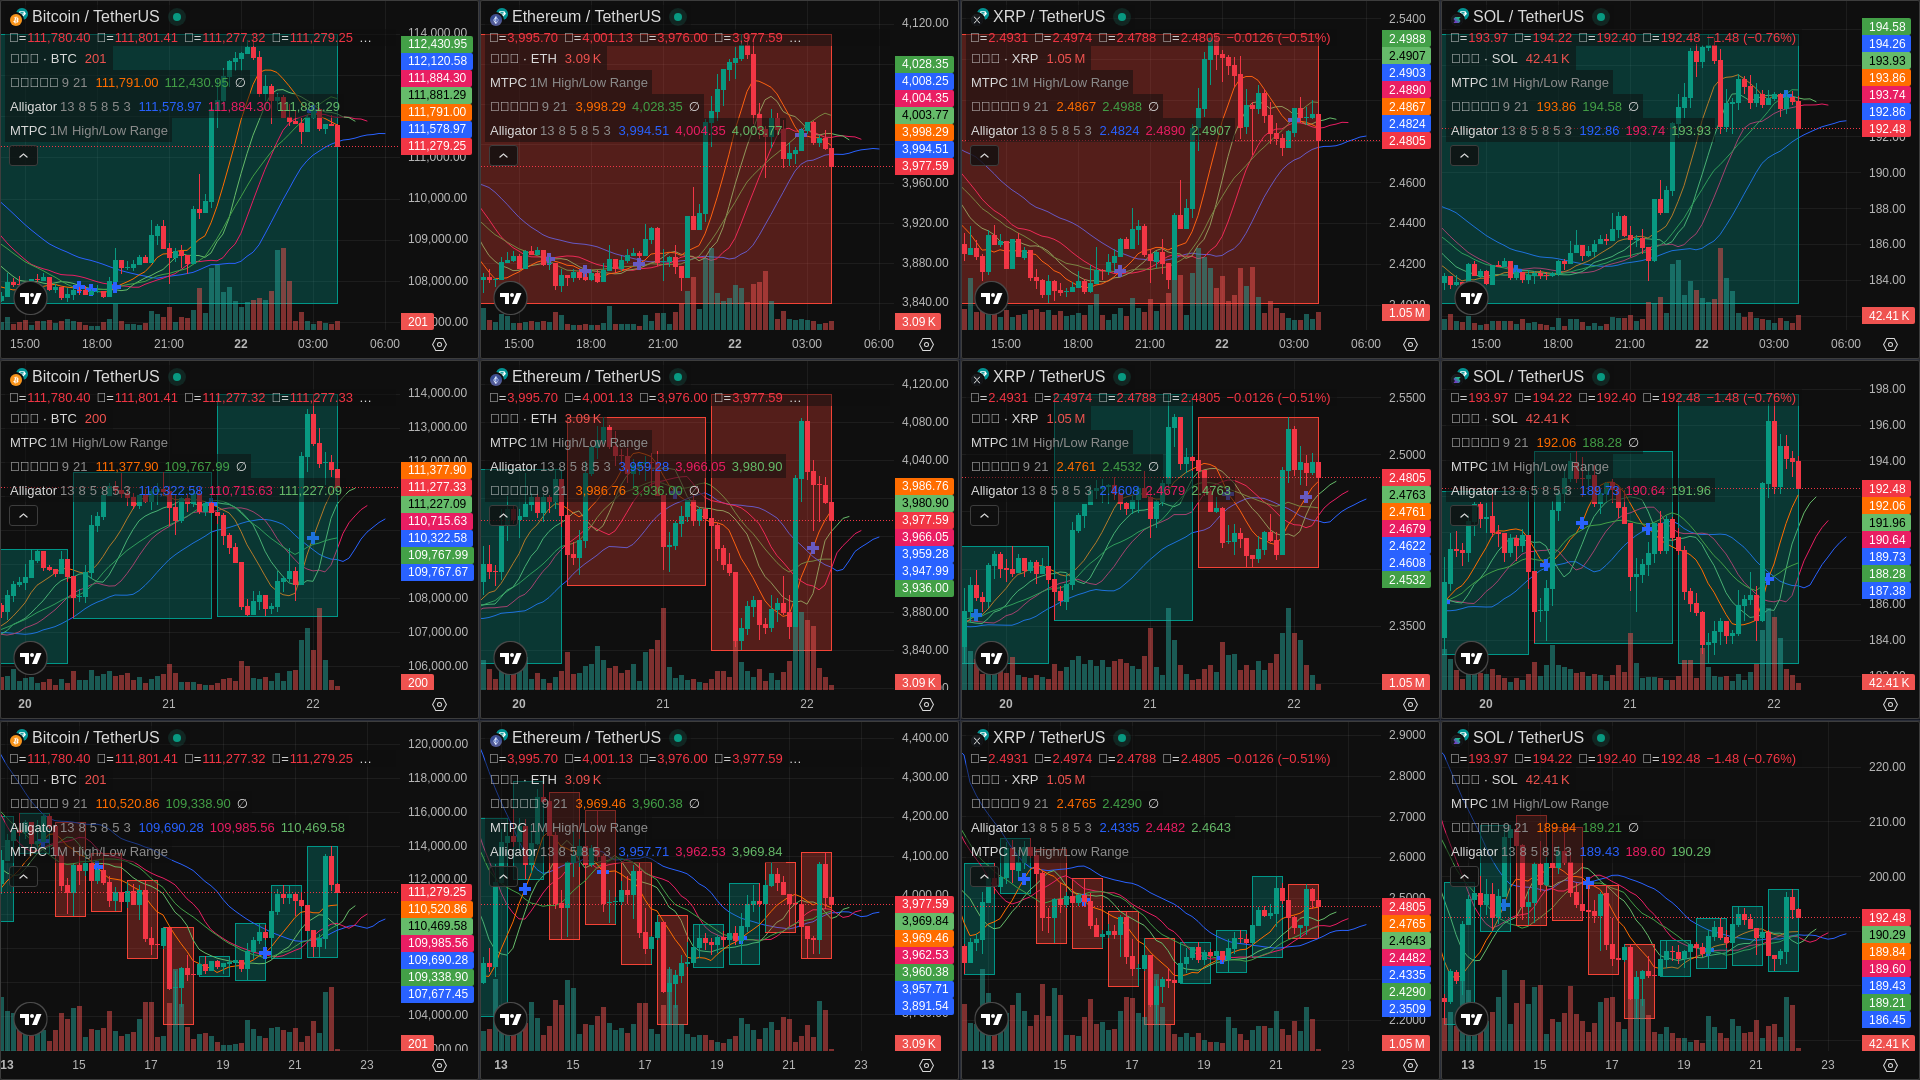 Bitcoin / TetherUS
□=111,780.40 □=111,801.41 □=111,277.32 □=111,279.25 ...
□□□ · BTC 201
□□□□□ 9 21 111,791.00 112,430.95 ∅
Alligator 13 8 5 8 5 3 111,578.97 111,884.30 111,881.29
MTPC 1M High/Low Range
114,000.00
112,430.95
112,120.58
111,884.30
111,881.29
111,791.00
111,578.97
111,279.25
111,000.00
110,000.00
109,000.00
108,000.00
201
15:00 18:00 21:00 22 03:00 06:00
Ethereum / TetherUS
□=3,995.70 □=4,001.13 □=3,976.00 □=3,977.59 ...
□□□ · ETH 3.09 K
MTPC 1M High/Low Range
□□□□□ 9 21 3,998.29 4,028.35 ∅
Alligator 13 8 5 8 5 3 3,994.51 4,004.35 4,003.77
4,120.00
4,028.35
4,008.25
4,004.35
4,003.77
3,998.29
3,994.51
3,977.59
3,960.00
3,920.00
3,880.00
3,840.00
3.09 K
15:00 18:00 21:00 22 03:00 06:00
XRP / TetherUS
□=2.4931 □=2.4974 □=2.4788 □=2.4805 −0.0126 (−0.51%)
□□□ · XRP 1.05 M
MTPC 1M High/Low Range
□□□□□ 9 21 2.4867 2.4988 ∅
Alligator 13 8 5 8 5 3 2.4824 2.4890 2.4907
2.5400
2.4988
2.4907
2.4903
2.4890
2.4867
2.4824
2.4805
2.4600
2.4400
2.4200
2.4000
1.05 M
15:00 18:00 21:00 22 03:00 06:00
SOL / TetherUS
□=193.97 □=194.22 □=192.40 □=192.48 −1.48 (−0.76%)
□□□ · SOL 42.41 K
MTPC 1M High/Low Range
□□□□□ 9 21 193.86 194.58 ∅
Alligator 13 8 5 8 5 3 192.86 193.74 193.93
194.58
194.26
193.93
193.86
193.74
192.86
192.48
192.00
190.00
188.00
186.00
184.00
42.41 K
15:00 18:00 21:00 22 03:00 06:00
Bitcoin / TetherUS
□=111,780.40 □=111,801.41 □=111,277.32 □=111,277.33 ...
□□□ · BTC 200
MTPC 1M High/Low Range
□□□□□ 9 21 111,377.90 109,767.99 ∅
Alligator 13 8 5 8 5 3 110,322.58 110,715.63 111,227.09
114,000.00
113,000.00
112,000.00
111,377.90
111,277.33
111,227.09
110,715.63
110,322.58
109,767.99
109,767.67
108,000.00
107,000.00
106,000.00
200
20 21 22
Ethereum / TetherUS
□=3,995.70 □=4,001.13 □=3,976.00 □=3,977.59 ...
□□□ · ETH 3.09 K
MTPC 1M High/Low Range
Alligator 13 8 5 8 5 3 3,959.28 3,966.05 3,980.90
□□□□□ 9 21 3,986.76 3,936.00 ∅
4,120.00
4,080.00
4,040.00
3,986.76
3,980.90
3,977.59
3,966.05
3,959.28
3,947.99
3,936.00
3,880.00
3,840.00
3.09 K
20 21 22
XRP / TetherUS
□=2.4931 □=2.4974 □=2.4788 □=2.4805 −0.0126 (−0.51%)
□□□ · XRP 1.05 M
MTPC 1M High/Low Range
□□□□□ 9 21 2.4761 2.4532 ∅
Alligator 13 8 5 8 5 3 2.4608 2.4679 2.4763
2.5500
2.5000
2.4805
2.4763
2.4761
2.4679
2.4622
2.4608
2.4532
2.3500
1.05 M
20 21 22
SOL / TetherUS
□=193.97 □=194.22 □=192.40 □=192.48 −1.48 (−0.76%)
□□□ · SOL 42.41 K
□□□□□ 9 21 192.06 188.28 ∅
MTPC 1M High/Low Range
Alligator 13 8 5 8 5 3 189.73 190.64 191.96
198.00
196.00
194.00
192.48
192.06
191.96
190.64
189.73
188.28
187.38
186.00
184.00
42.41 K
20 21 22
Bitcoin / TetherUS
□=111,780.40 □=111,801.41 □=111,277.32 □=111,279.25 ...
□□□ · BTC 201
□□□□□ 9 21 110,520.86 109,338.90 ∅
Alligator 13 8 5 8 5 3 109,690.28 109,985.56 110,469.58
MTPC 1M High/Low Range
120,000.00
118,000.00
116,000.00
114,000.00
112,000.00
111,279.25
110,520.86
110,469.58
109,985.56
109,690.28
109,338.90
107,677.45
104,000.00
201
13 15 17 19 21 23
Ethereum / TetherUS
□=3,995.70 □=4,001.13 □=3,976.00 □=3,977.59 ...
□□□ · ETH 3.09 K
□□□□□ 9 21 3,969.46 3,960.38 ∅
MTPC 1M High/Low Range
Alligator 13 8 5 8 5 3 3,957.71 3,962.53 3,969.84
4,400.00
4,300.00
4,200.00
4,100.00
4,000.00
3,977.59
3,969.84
3,969.46
3,962.53
3,960.38
3,957.71
3,891.54
3.09 K
13 15 17 19 21 23
XRP / TetherUS
□=2.4931 □=2.4974 □=2.4788 □=2.4805 −0.0126 (−0.51%)
□□□ · XRP 1.05 M
□□□□□ 9 21 2.4765 2.4290 ∅
Alligator 13 8 5 8 5 3 2.4335 2.4482 2.4643
MTPC 1M High/Low Range
2.9000
2.8000
2.7000
2.6000
2.5000
2.4805
2.4765
2.4643
2.4482
2.4335
2.4290
2.3509
2.2000
1.05 M
13 15 17 19 21 23
SOL / TetherUS
□=193.97 □=194.22 □=192.40 □=192.48 −1.48 (−0.76%)
□□□ · SOL 42.41 K
MTPC 1M High/Low Range
□□□□□ 9 21 189.84 189.21 ∅
Alligator 13 8 5 8 5 3 189.43 189.60 190.29
220.00
210.00
200.00
192.48
190.29
189.84
189.60
189.43
189.21
186.45
42.41 K
13 15 17 19 21 23